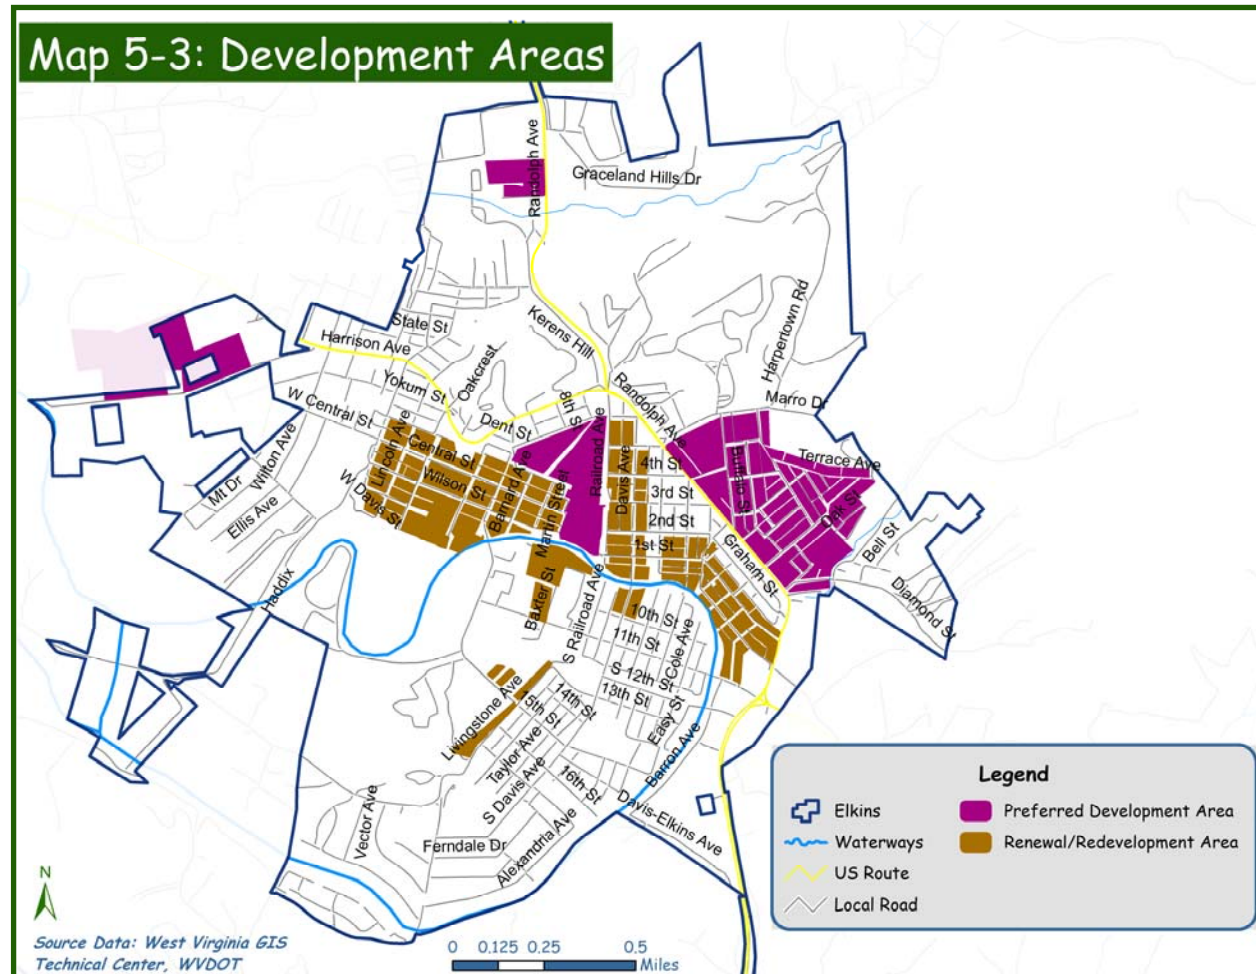 Map 5-3: Development Areas
Randolph Ave
Graceland Hills Dr
Harpertown Rd
State St
Harrison Ave
Kerens Hill
Oakcrest
Yokum St
Randolph Ave
Marro Dr
W Central St
8th St
Dent St
Railroad Ave
Lincoln Ave
Central St
Davis Ave
4th St
Buffalo St
Terrace Ave
Wilton Ave
Barnard Ave
Wilson St
Martin Street
3rd St
Mt Dr
W Davis St
Oak St
Ellis Ave
2nd St
1st St
Graham St
Bell St
Haddix
Baxter St
S Railroad Ave
10th St
Diamond St
11th St
Cole Ave
S 12th St
13th St
14th St
15th St
Livingstone Ave
Easy St
Taylor Ave
Barron Ave
S Davis Ave
16th St
Davis-Elkins Ave
Vector Ave
Ferndale Dr
Alexandria Ave
Legend
Elkins
Preferred Development Area
Waterways
Renewal/Redevelopment Area
US Route
Local Road
N
Source Data: West Virginia GIS
Technical Center, WVDOT
0 0.125 0.25 0.5
Miles